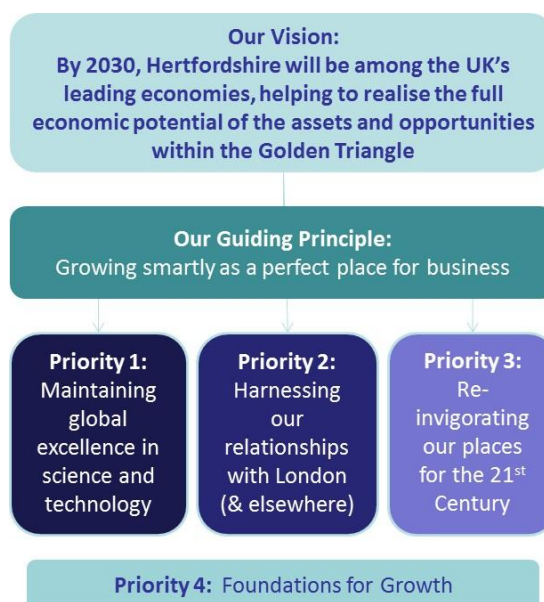 Our Vision:
By 2030, Hertfordshire will be among the UK's
leading economies, helping to realise the full
economic potential of the assets and opportunities
within the Golden Triangle
Our Guiding Principle:
Growing smartly as a perfect place for business
Priority 1:
Maintaining
global
excellence in
science and
technology
Priority 2:
Harnessing
our
relationships
with London
(& elsewhere)
Priority 3:
Re-
invigorating
our places
for the 21st
Century
Priority 4: Foundations for Growth